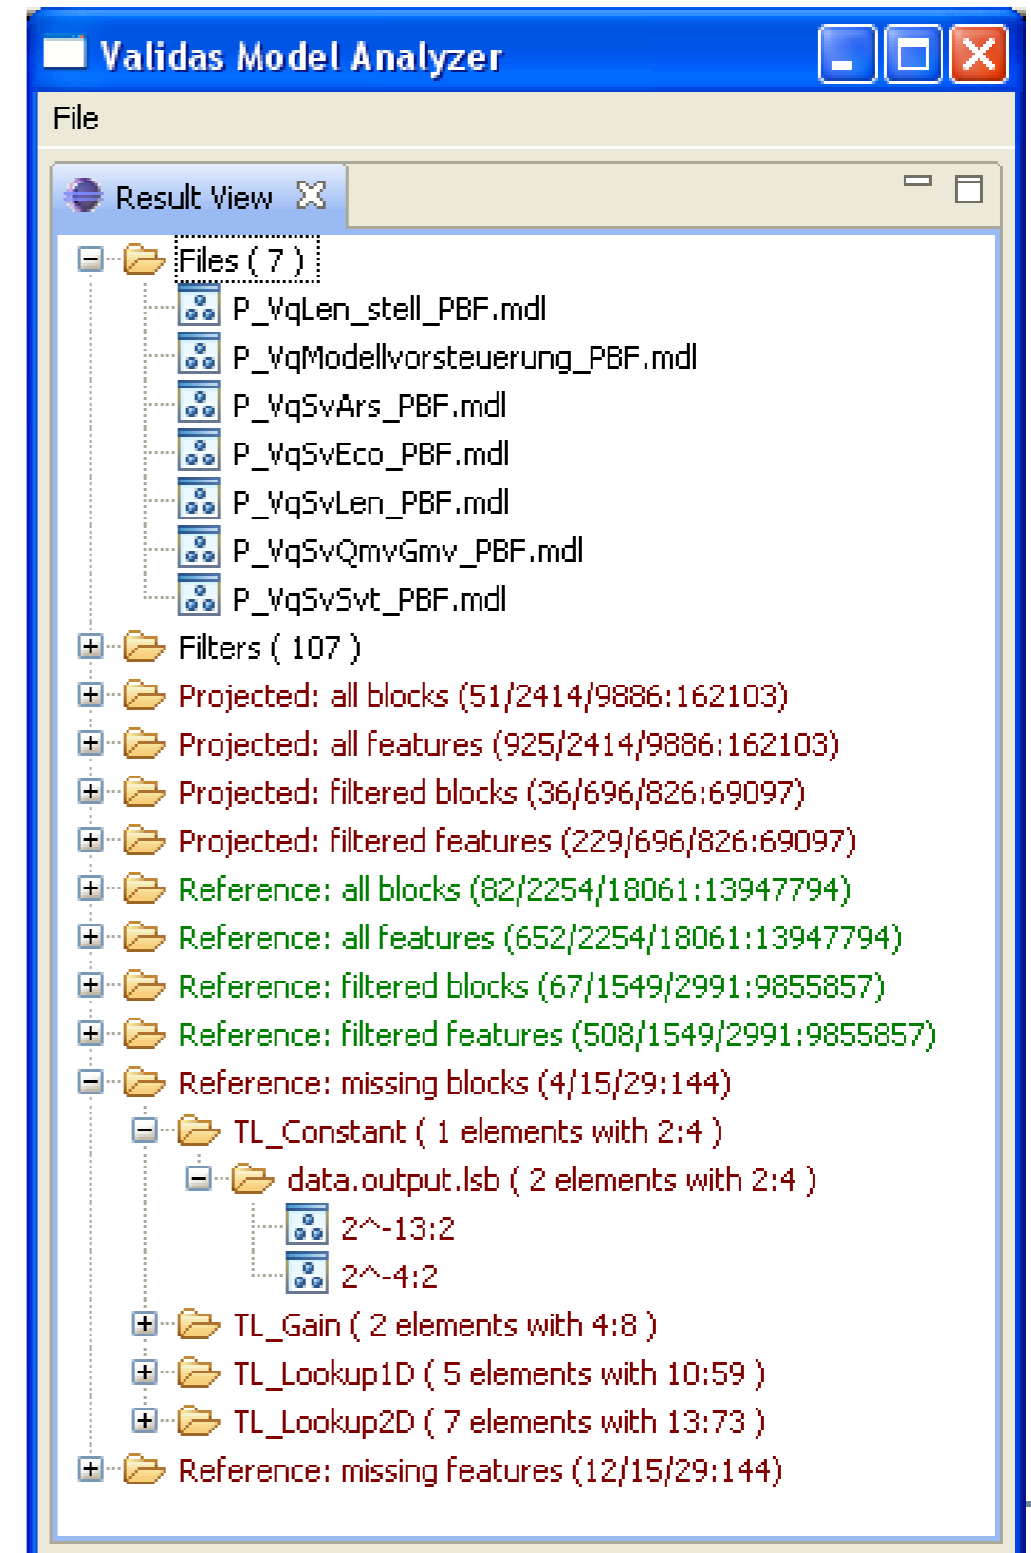 Validas Model Analyzer
File
Result View
Files ( 7 )
P_VqLen_stell_PBF.mdl
P_VqModellvorsteuerung_PBF.mdl
P_VqSvArs_PBF.mdl
P_VqSvEco_PBF.mdl
P_VqSvLen_PBF.mdl
P_VqSvQmvGmv_PBF.mdl
P_VqSvSvt_PBF.mdl
Filters ( 107 )
Projected: all blocks (51/2414/9886:162103)
Projected: all features (925/2414/9886:162103)
Projected: filtered blocks (36/696/826:69097)
Projected: filtered features (229/696/826:69097)
Reference: all blocks (82/2254/18061:13947794)
Reference: all features (652/2254/18061:13947794)
Reference: filtered blocks (67/1549/2991:9855857)
Reference: filtered features (508/1549/2991:9855857)
Reference: missing blocks (4/15/29:144)
TL_Constant ( 1 elements with 2:4 )
data.output.lsb ( 2 elements with 2:4 )
2^-13:2
2^-4:2
TL_Gain ( 2 elements with 4:8 )
TL_Lookup1D ( 5 elements with 10:59 )
TL_Lookup2D ( 7 elements with 13:73 )
Reference: missing features (12/15/29:144)